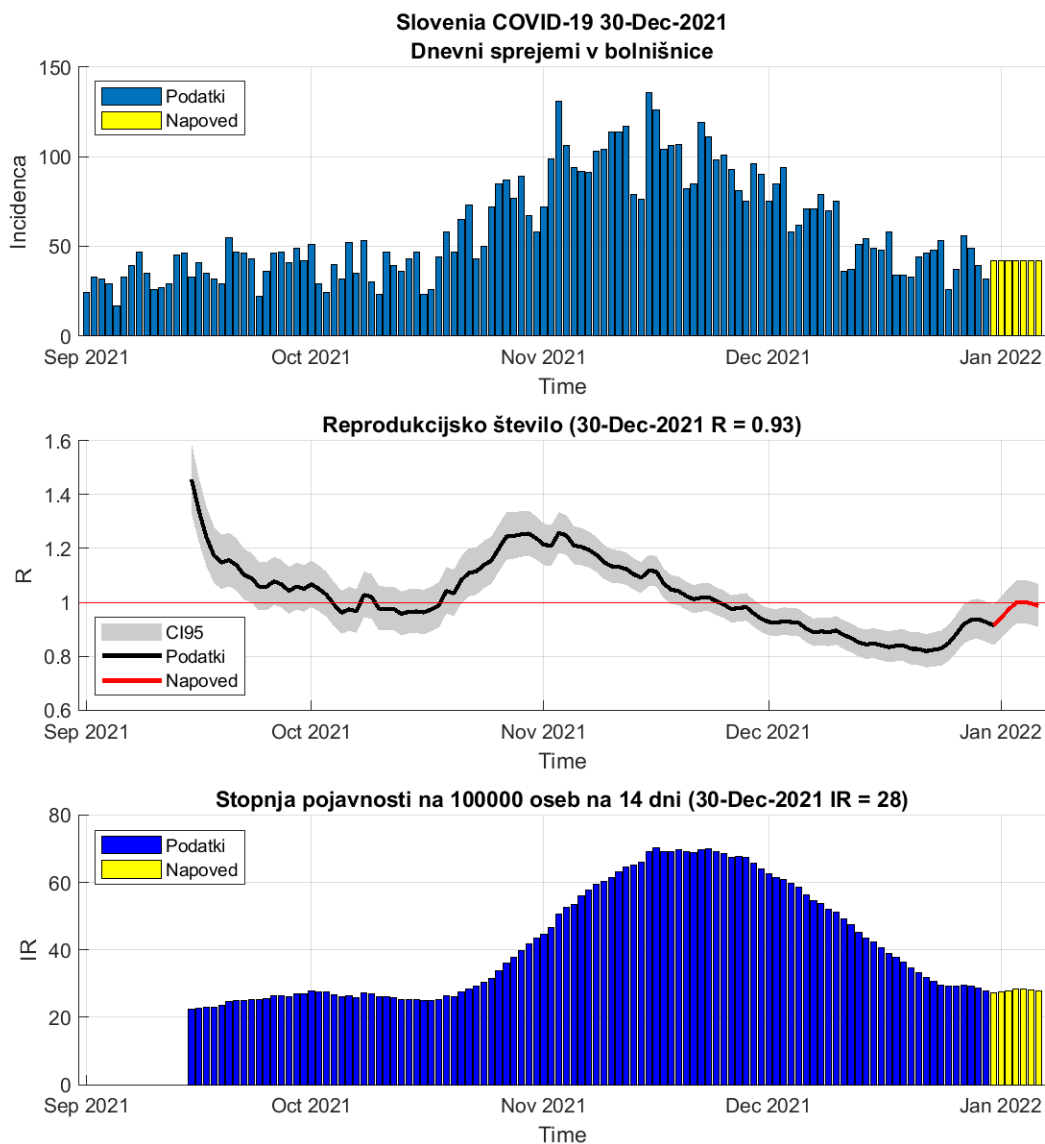 Slovenia COVID-19 30-Dec-2021
Dnevni sprejemi v bolnišnice
150
100
50
0
Incidenca
Podatki
Napoved
Sep 2021 Oct 2021 Nov 2021 Dec 2021 Jan 2022
Time
Reprodukcijsko število (30-Dec-2021 R = 0.93)
1.6
1.4
1.2
1
0.8
0.6
R
CI95
Podatki
Napoved
Sep 2021 Oct 2021 Nov 2021 Dec 2021 Jan 2022
Time
Stopnja pojavnosti na 100000 oseb na 14 dni (30-Dec-2021 IR = 28)
80
60
40
20
0
IR
Podatki
Napoved
Sep 2021 Oct 2021 Nov 2021 Dec 2021 Jan 2022
Time